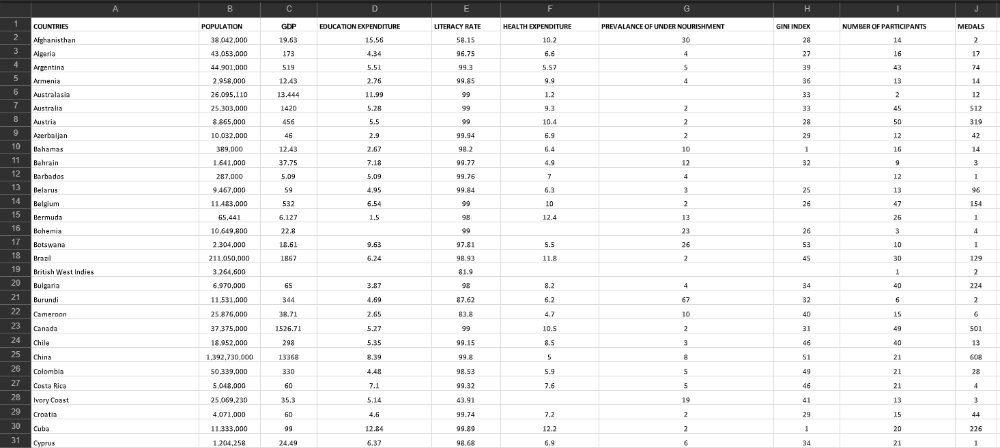 A B C D E F G H I J
1 COUNTRIES POPULATION GDP EDUCATION EXPENDITURE LITERACY RATE HEALTH EXPENDITURE PREVALANCE OF UNDER NOURISHMENT GINI INDEX NUMBER OF PARTICIPANTS MEDALS
2 Afghanisthan 38,042,000 19.63 15.56 58.15 10.2 30 28 14 2
3 Algeria 43,053,000 173 4.34 96.75 6.6 4 27 16 17
4 Argentina 44,901,000 519 5.51 99.3 5.57 5 39 43 74
5 Armenia 2,958,000 12.43 2.76 99.85 9.9 4 36 13 14
6 Australasia 26,095,110 13.444 11.99 99 1.2 33 2 12
7 Australia 25,303,000 1420 5.28 99 9.3 2 33 45 512
8 Austria 8,865,000 456 5.5 99 10.4 2 28 50 319
9 Azerbaijan 10,032,000 46 2.9 99.94 6.9 2 29 12 42
10 Bahamas 389,000 12.43 2.67 98.2 6.4 10 1 16 14
11 Bahrain 1,641,000 37.75 7.18 99.77 4.9 12 32 9 3
12 Barbados 287,000 5.09 5.09 99.76 7 4 12 1
13 Belarus 9,467,000 59 4.95 99.84 6.3 3 25 13 96
14 Belgium 11,483,000 532 6.54 99 10 2 26 47 154
15 Bermuda 65,441 6.127 1.5 98 12.4 13 26 1
16 Bohemia 10,649,800 22.8 99 23 26 3 4
17 Botswana 2,304,000 18.61 9.63 97.81 5.5 26 53 10 1
18 Brazil 211,050,000 1867 6.24 98.93 11.8 2 45 30 129
19 British West Indies 3,264,600 81.9 1 2
20 Bulgaria 6,970,000 65 3.87 98 8.2 4 34 40 224
21 Burundi 11,531,000 344 4.69 87.62 6.2 67 32 6 2
22 Cameroon 25,876,000 38.71 2.65 83.8 4.7 10 40 15 6
23 Canada 37,375,000 1526.71 5.27 99 10.5 2 31 49 501
24 Chile 18,952,000 298 5.35 99.15 8.5 3 46 40 13
25 China 1,392,730,000 13368 8.39 99.8 5 8 51 21 608
26 Colombia 50,339,000 330 4.48 98.53 5.9 5 49 21 28
27 Costa Rica 5,048,000 60 7.1 99.32 7.6 5 46 21 4
28 Ivory Coast 25,069,230 35.3 5.14 43.91 19 41 13 3
29 Croatia 4,071,000 60 4.6 99.74 7.2 2 29 15 44
30 Cuba 11,333,000 99 12.84 99.89 12.2 2 1 20 226
31 Cyprus 1,204,258 24.49 6.37 98.68 6.9 6 34 21 1